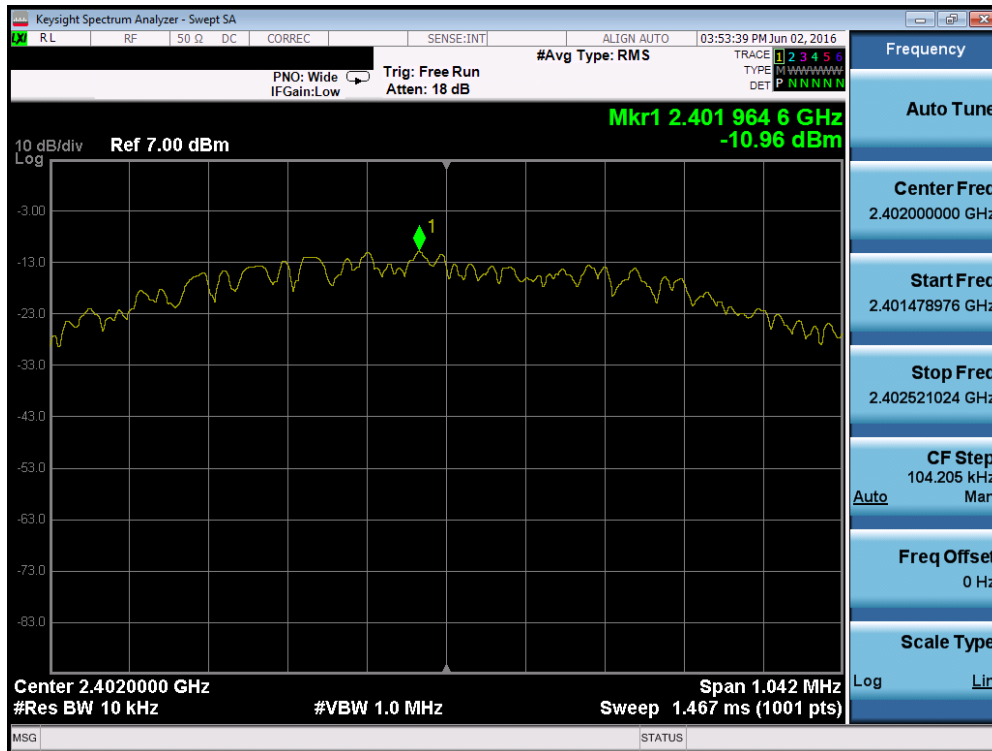 Keysight Spectrum Analyzer - Swept SA
LXI RL RF 50 Ω DC CORREC SENSE:INT ALIGN AUTO 03:53:39 PM Jun 02, 2016
#Avg Type: RMS
TRACE 1 2 3 4 5 6
TYPE M W W W W W
DET P N N N N N
PNO: Wide
IFGain:Low
Trig: Free Run
Atten: 18 dB
Mkr1 2.401 964 6 GHz
-10.96 dBm
10 dB/div Ref 7.00 dBm
Log
1
-3.00
-13.0
-23.0
-33.0
-43.0
-53.0
-63.0
-73.0
-83.0
Center 2.4020000 GHz Span 1.042 MHz
#Res BW 10 kHz #VBW 1.0 MHz Sweep 1.467 ms (1001 pts)
MSG STATUS
Frequency
Auto Tune
Center Freq
2.402000000 GHz
Start Freq
2.401478976 GHz
Stop Freq
2.402521024 GHz
CF Step
104.205 kHz
Auto Man
Freq Offset
0 Hz
Scale Type
Log Lin